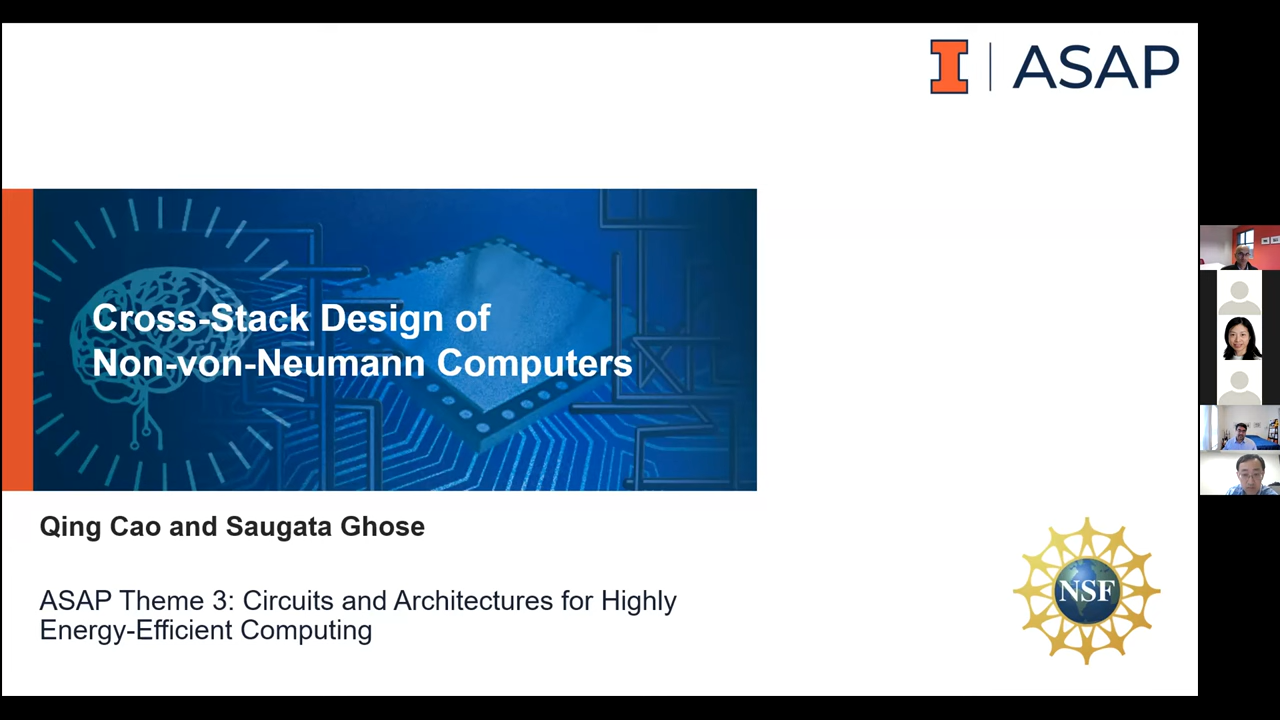 I ASAP
Cross-Stack Design of
Non-von-Neumann Computers
Qing Cao and Saugata Ghose
ASAP Theme 3: Circuits and Architectures for Highly
Energy-Efficient Computing
NSF